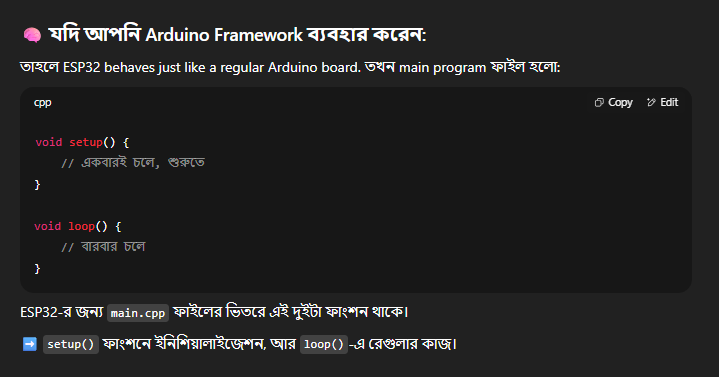 🧠 যদি আপনি Arduino Framework ব্যবহার করেন:
তাহলে ESP32 behaves just like a regular Arduino board. তখন main program ফাইল হলো:
cpp Copy Edit
void setup() {
    // একবারই চলে, শুরুতে
}
void loop() {
    // বারবার চলে
}
ESP32-র জন্য main.cpp ফাইলের ভিতরে এই দুইটা ফাংশন থাকে।
➡️ setup() ফাংশনে ইনিশিয়ালাইজেশন, আর loop()-এ রেগুলার কাজ।